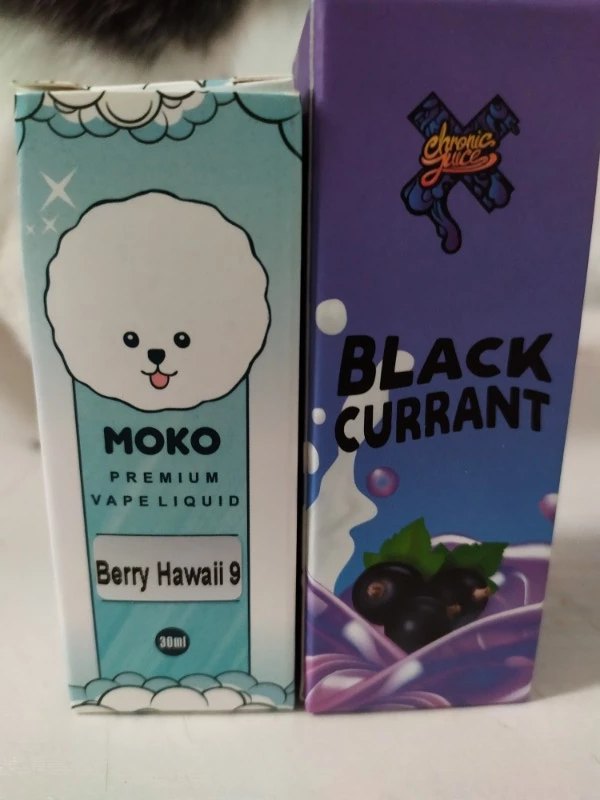 MOKO
PREMIUM
VAPE LIQUID
Berry Hawaii 9
30ml
Chronic
Juice
BLACK
CURRANT